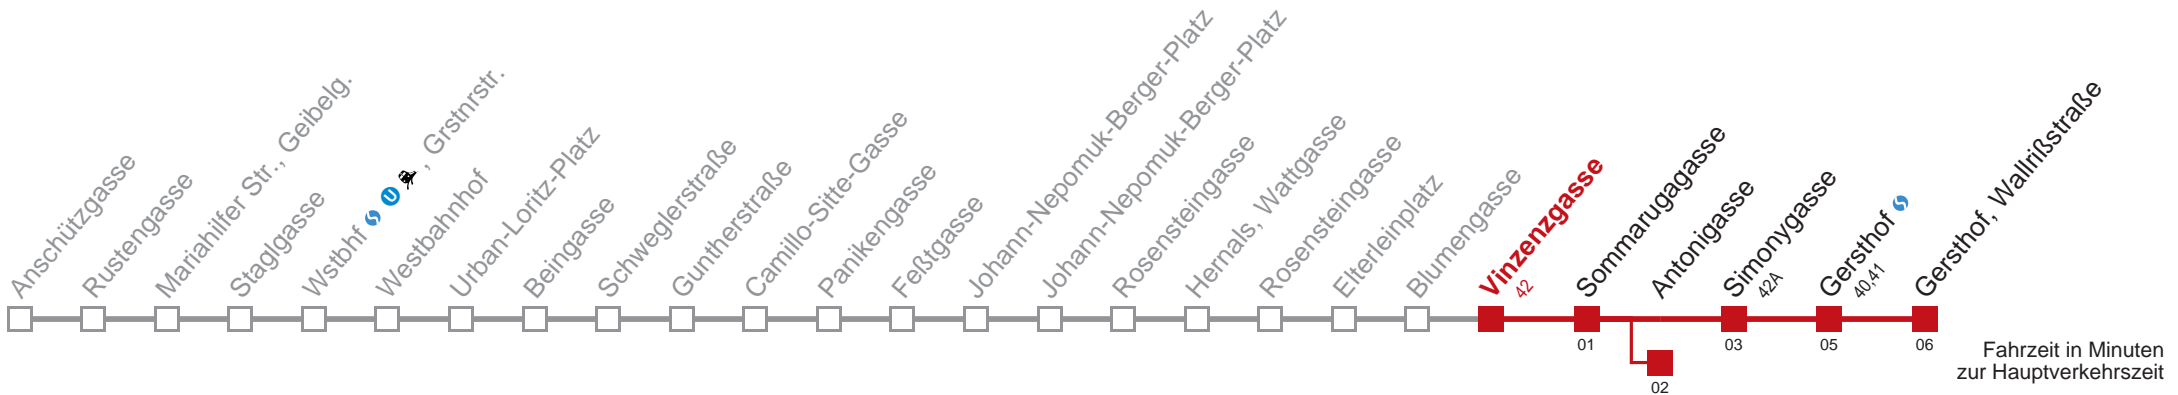 Anschützgasse
Rustengasse
Mariahilfer Str., Geibelg.
Staglgasse
Wstbhf S U , Grstnrstr.
Westbahnhof
Urban-Loritz-Platz
Beingasse
Schweglerstraße
Guntherstraße
Camillo-Sitte-Gasse
Panikengasse
Feßtgasse
Johann-Nepomuk-Berger-Platz
Johann-Nepomuk-Berger-Platz
Rosensteingasse
Hernals, Wattgasse
Rosensteingasse
Elterleinplatz
Blumengasse
Vinzenzgasse
42
Sommarugagasse
Antonigasse
Simonygasse
42A
Gersthof S
40,41
Gersthof, Wallrißstraße
01
02
03
05
06
Fahrzeit in Minuten
zur Hauptverkehrszeit